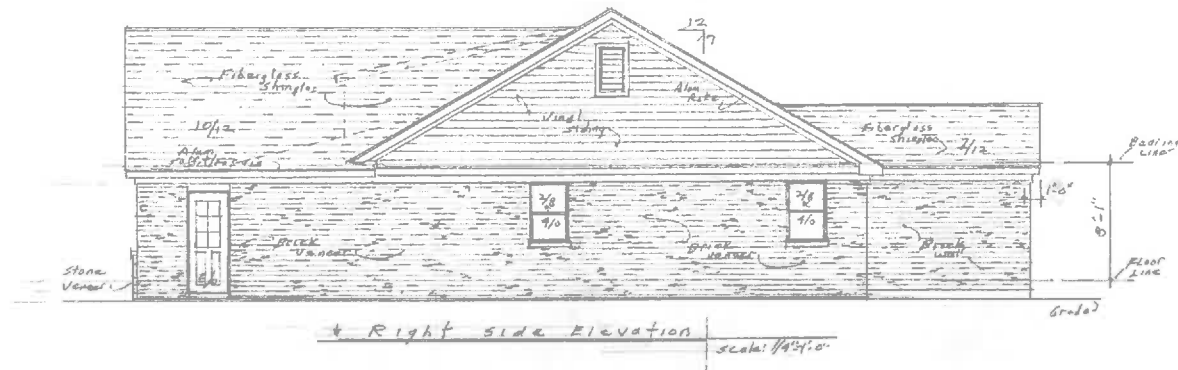 12
7
Fiberglass
Shingles
10/12
Alum
Rake
Vinyl
Siding
Fiberglass
Shingles
7/12
Alum
Line
2/8
4/0
2/8
4/0
1'-0"
8'-1"
Brick
Veneer
Brick
Veneer
Brick
Stone
Veneer
Floor
Line
Grade
Right Side Elevation
Scale: 1/4"=1'-0"